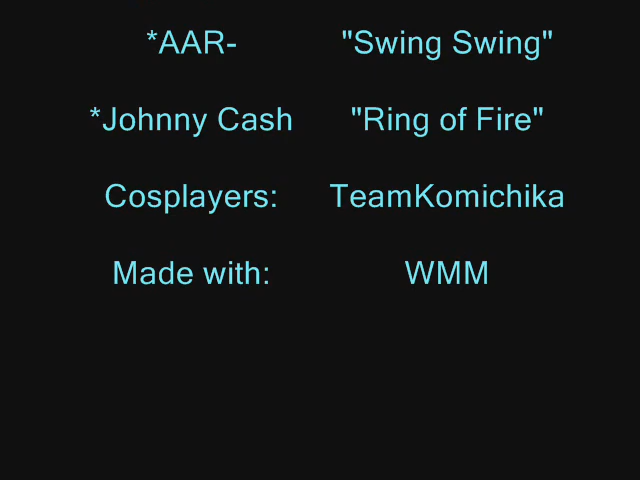 *AAR- "Swing Swing"
*Johnny Cash "Ring of Fire"
Cosplayers: TeamKomichika
Made with: WMM